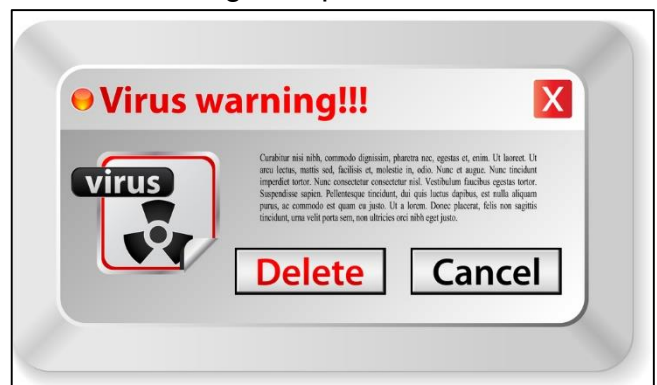 Virus warning!!!
X
virus
Curabitur nisi nibh, commodo dignissim, pharetra nec, egestas et, enim. Ut laoreet. Ut
arcu lectus, mattis sed, facilisis et, molestie in, odio. Nunc et augue. Nunc tincidunt
imperdiet tortor. Nunc consectetur consectetur nisl. Vestibulum faucibus egestas tortor.
Suspendisse sapien. Pellentesque tincidunt, dui quis luctus dapibus, est nulla aliquam
purus, ac commodo est quam eu justo. Ut a lorem. Donec placerat, felis non sagittis
tincidunt, urna velit porta sem, non ultricies orci nibh eget justo.
Delete
Cancel